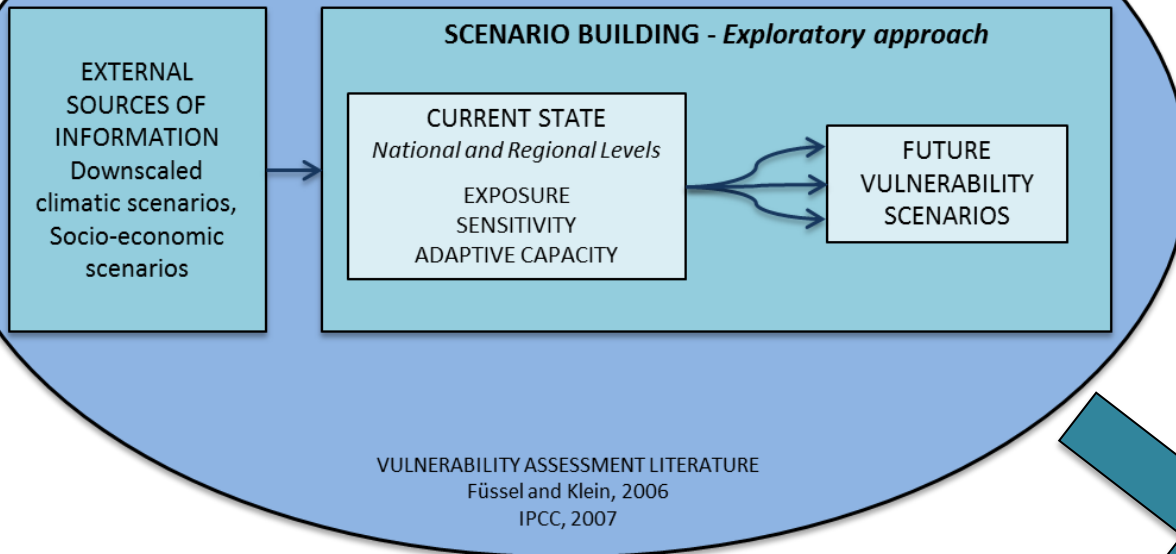 EXTERNAL
SOURCES OF
INFORMATION
Downscaled
climatic scenarios,
Socio-economic
scenarios
SCENARIO BUILDING - Exploratory approach
CURRENT STATE
National and Regional Levels
EXPOSURE
SENSITIVITY
ADAPTIVE CAPACITY
FUTURE
VULNERABILITY
SCENARIOS
VULNERABILITY ASSESSMENT LITERATURE
Füssel and Klein, 2006
IPCC, 2007